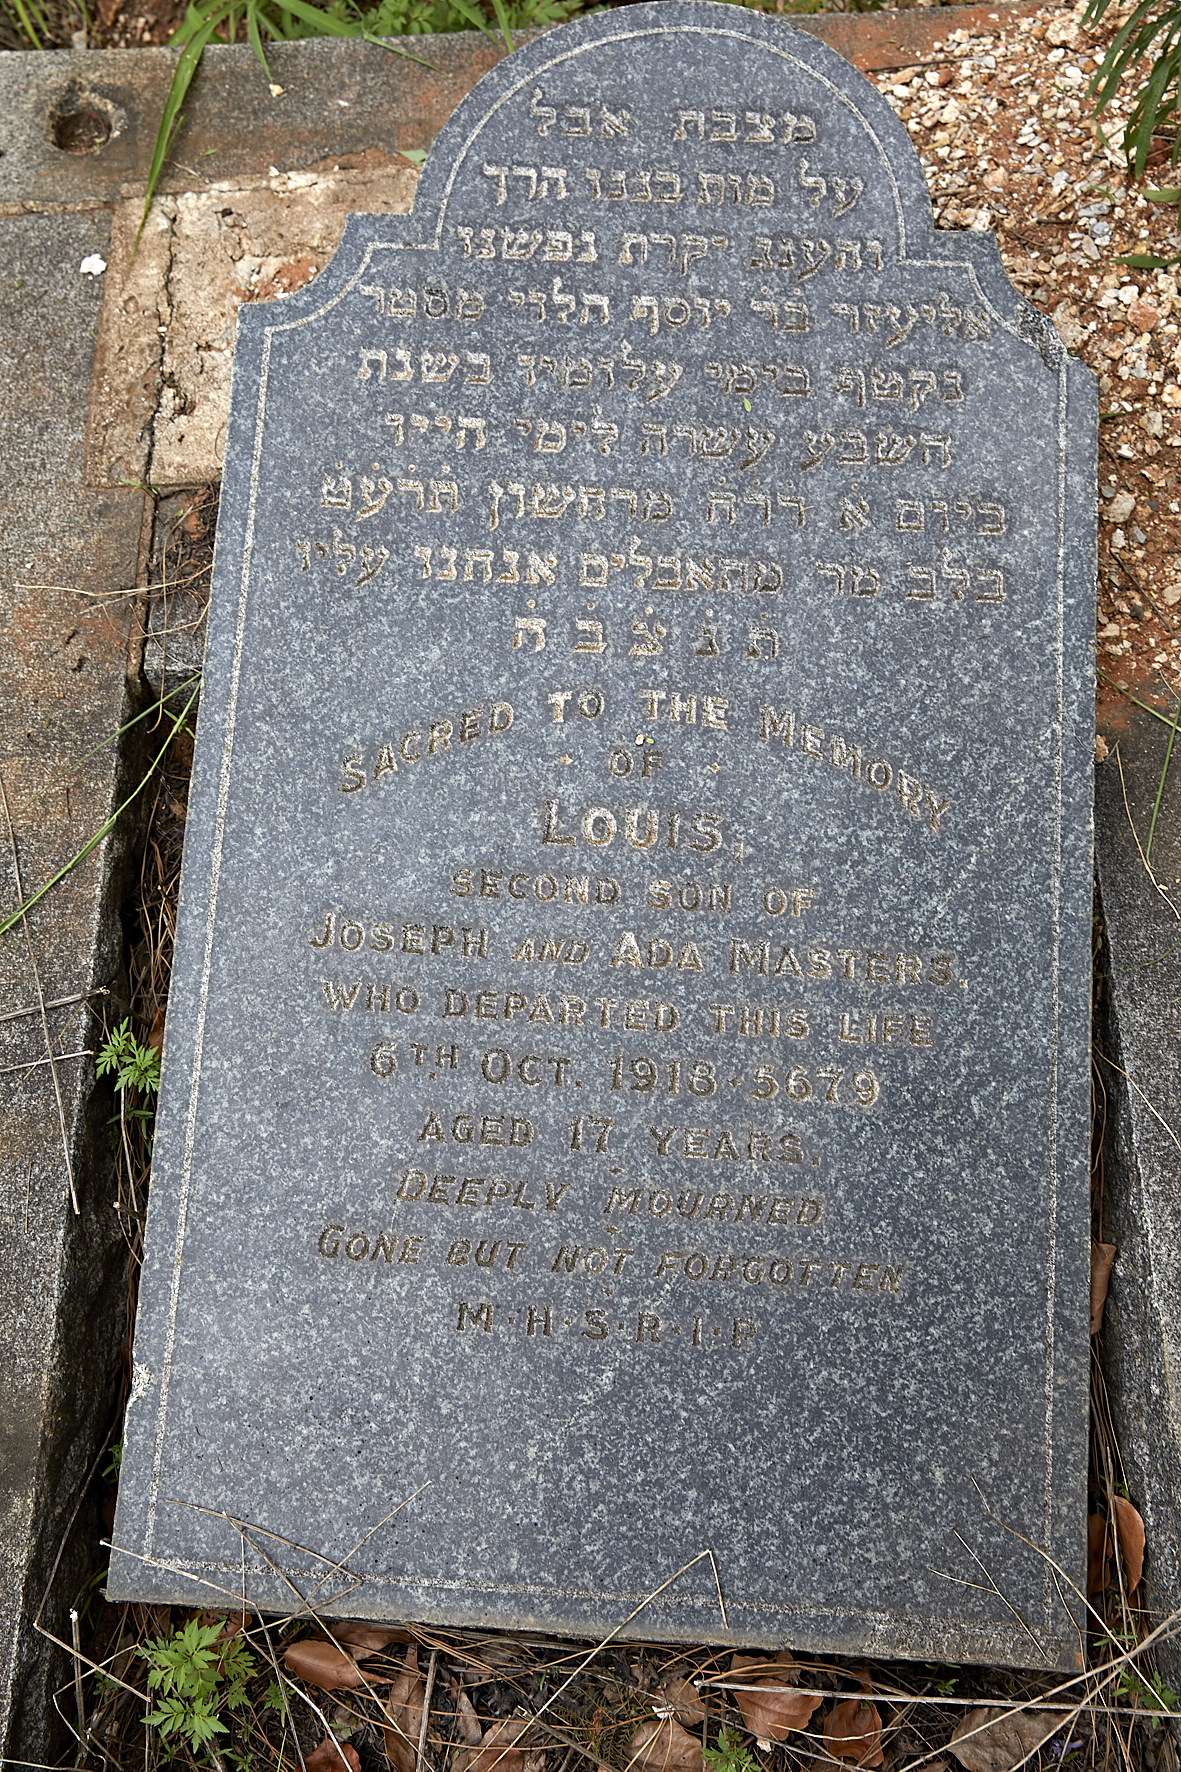 מצבת אבל
על מות בננו הרך
והענג יקרת נפשנו
אליעזר בׄרׄ יוסף הלוי מסטר
נקטף בימי עלומיו בשנת
השבע עשרה לימי חייו
ביום אׄ דׄרׄחׄ מרחשון תׄרׄעׄטׄ
בלב מר מתאבלים אנחנו עליו
תׄ נׄ צׄ בׄ הׄ
SACRED TO THE MEMORY
OF
LOUIS,
SECOND SON OF
JOSEPH AND ADA MASTERS.
WHO DEPARTED THIS LIFE
6TH OCT. 1918·5679
AGED 17 YEARS.
DEEPLY MOURNED
GONE BUT NOT FORGOTTEN
M·H·S·R·I·P